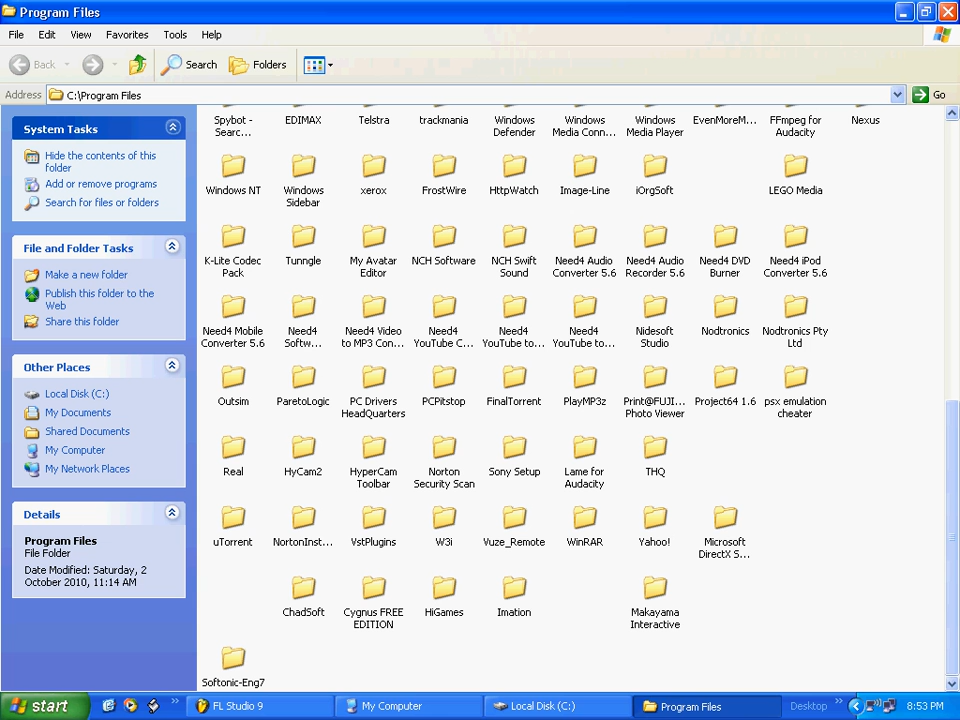 Program Files
File Edit View Favorites Tools Help
Back Search Folders
Address C:\Program Files Go
System Tasks
Hide the contents of this
folder
Add or remove programs
Search for files or folders
File and Folder Tasks
Make a new folder
Publish this folder to the
Web
Share this folder
Other Places
Local Disk (C:)
My Documents
Shared Documents
My Computer
My Network Places
Details
Program Files
File Folder
Date Modified: Saturday, 2
October 2010, 11:14 AM
Spybot - EDIMAX Telstra trackmania Windows Windows Windows EvenMoreM... FFmpeg for Nexus
Searc... Defender Media Conn... Media Player Audacity
Windows NT Windows xerox FrostWire HttpWatch Image-Line iOrgSoft LEGO Media
Sidebar
K-Lite Codec Tunngle My Avatar NCH Software NCH Swift Need4 Audio Need4 Audio Need4 DVD Need4 iPod
Pack Editor Sound Converter 5.6 Recorder 5.6 Burner Converter 5.6
Need4 Mobile Need4 Need4 Video Need4 Need4 Need4 Nidesoft Nodtronics Nodtronics Pty
Converter 5.6 Softw... to MP3 Con... YouTube C... YouTube to... YouTube to... Studio Ltd
Outsim ParetoLogic PC Drivers PCPitstop FinalTorrent PlayMP3z Print@FUJI... Project64 1.6 psx emulation
HeadQuarters Photo Viewer cheater
Real HyCam2 HyperCam Norton Sony Setup Lame for THQ
Toolbar Security Scan Audacity
uTorrent NortonInst... VstPlugins W3i Vuze_Remote WinRAR Yahoo! Microsoft
DirectX S...
ChadSoft Cygnus FREE HiGames Imation Makayama
EDITION Interactive
Softonic-Eng7
start FL Studio 9 My Computer Local Disk (C:) Program Files Desktop 8:53 PM